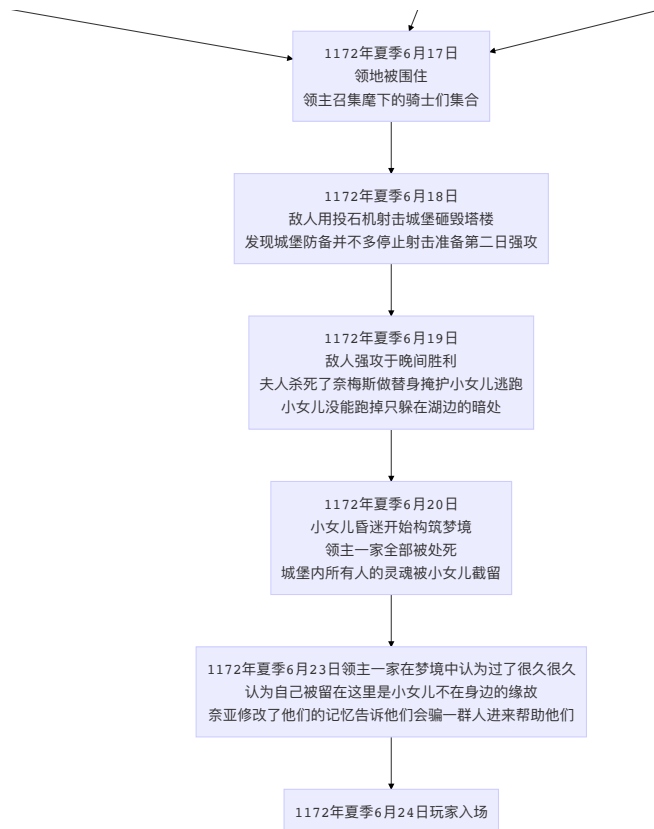 1172年夏季6月17日
领地被围住
领主召集麾下的骑士们集合
1172年夏季6月18日
敌人用投石机射击城堡砸毁塔楼
发现城堡防备并不多停止射击准备第二日强攻
1172年夏季6月19日
敌人强攻于晚间胜利
夫人杀死了奈梅斯做替身掩护小女儿逃跑
小女儿没能跑掉只躲在湖边的暗处
1172年夏季6月20日
小女儿昏迷开始构筑梦境
领主一家全部被处死
城堡内所有人的灵魂被小女儿截留
1172年夏季6月23日领主一家在梦境中认为过了很久很久
认为自己被留在这里是小女儿不在身边的缘故
奈亚修改了他们的记忆告诉他们会骗一群人进来帮助他们
1172年夏季6月24日玩家入场